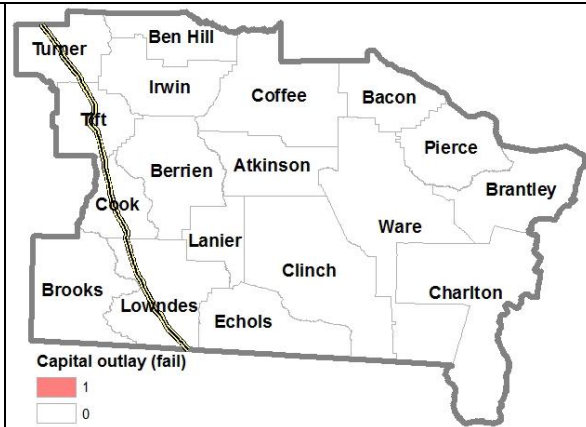 Turner
Ben Hill
Irwin
Coffee
Bacon
Tift
Pierce
Berrien
Atkinson
Brantley
Cook
Ware
Lanier
Clinch
Brooks
Charlton
Lowndes
Echols
Capital outlay (fail)
1
0